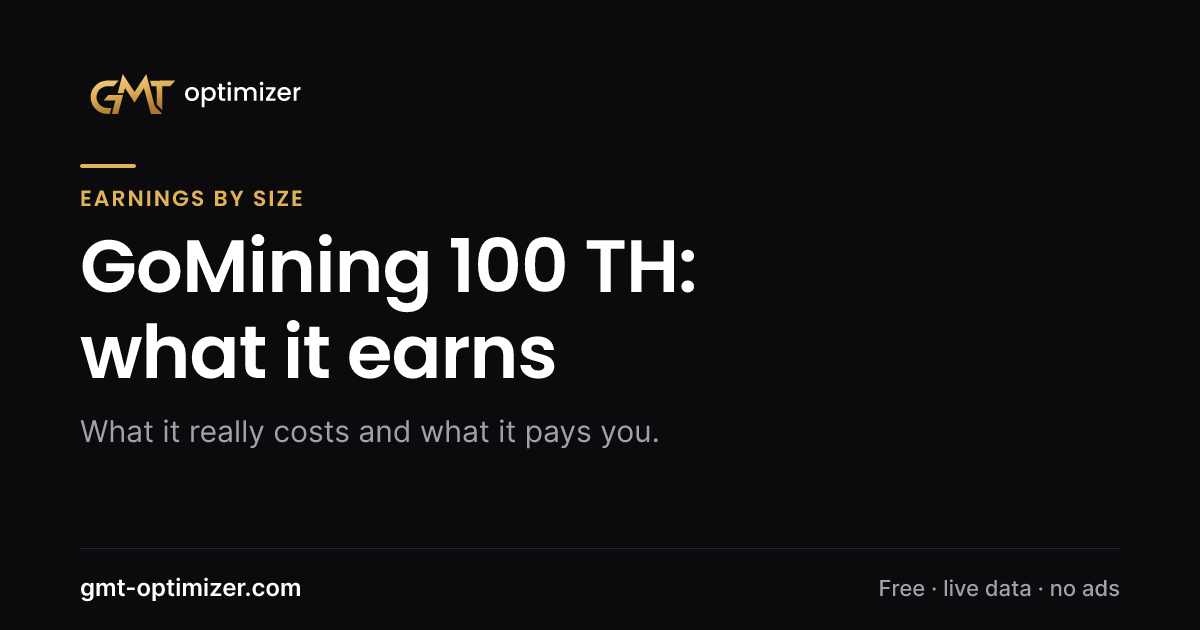 GMT optimizer
EARNINGS BY SIZE
GoMining 100 TH:
what it earns
What it really costs and what it pays you.
gmt-optimizer.com
Free · live data · no ads